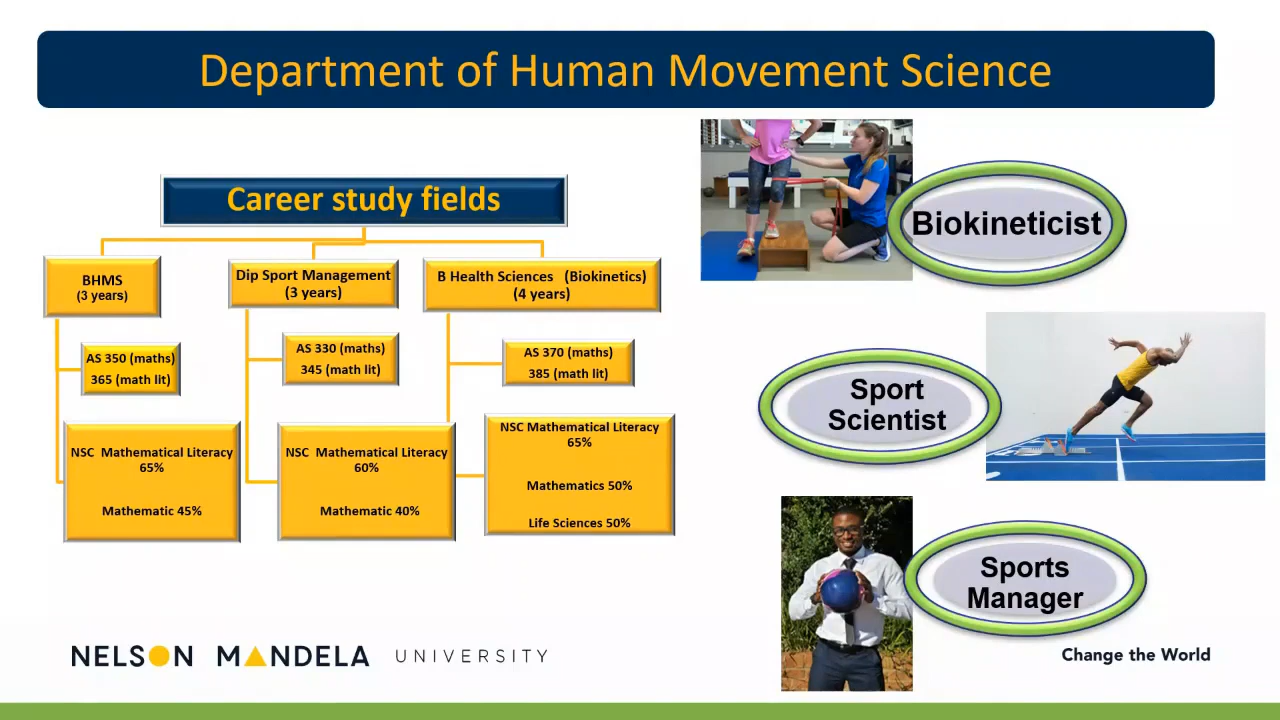 Department of Human Movement Science
Career study fields
BHMS
(3 years)
AS 350 (maths)
365 (math lit)
NSC Mathematical Literacy
65%
Mathematic 45%
Dip Sport Management
(3 years)
AS 330 (maths)
345 (math lit)
NSC Mathematical Literacy
60%
Mathematic 40%
B Health Sciences (Biokinetics)
(4 years)
AS 370 (maths)
385 (math lit)
NSC Mathematical Literacy
65%
Mathematics 50%
Life Sciences 50%
Biokineticist
Sport
Scientist
Sports
Manager
NELSON MANDELA UNIVERSITY
Change the World